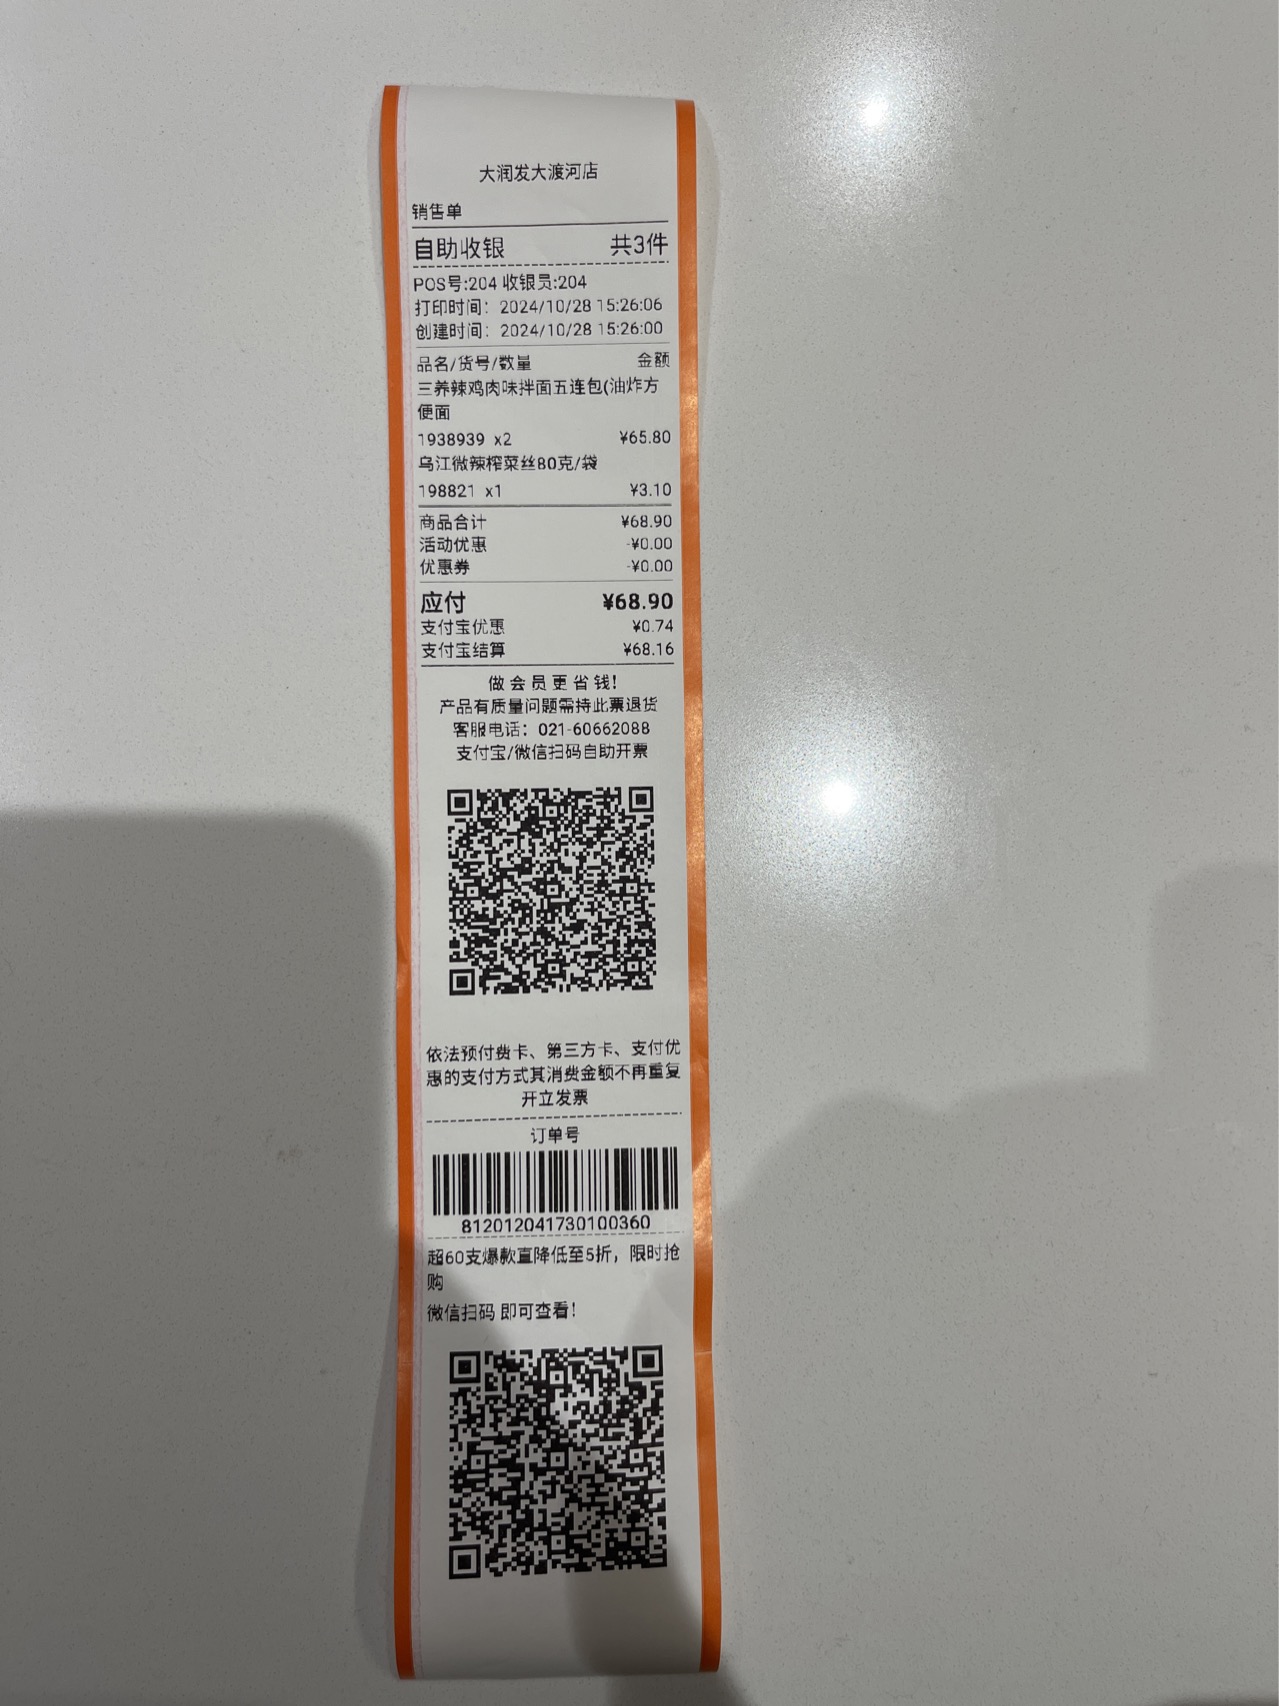 大润发大渡河店
销售单
自助收银 共3件
POS号:204 收银员:204
打印时间: 2024/10/28 15:26:06
创建时间: 2024/10/28 15:26:00
品名/货号/数量 金额
三养辣鸡肉味拌面五连包(油炸方
便面
1938939 x2 ¥65.80
乌江微辣榨菜丝80克/袋
198821 x1 ¥3.10
商品合计 ¥68.90
活动优惠 -¥0.00
优惠券 -¥0.00
应付 ¥68.90
支付宝优惠 ¥0.74
支付宝结算 ¥68.16
做会员更省钱!
产品有质量问题需持此票退货
客服电话: 021-60662088
支付宝/微信扫码自助开票
依法预付费卡、第三方卡、支付优
惠的支付方式其消费金额不再重复
开立发票
订单号
812012041730100360
超60支爆款直降低至5折，限时抢
购
微信扫码 即可查看!